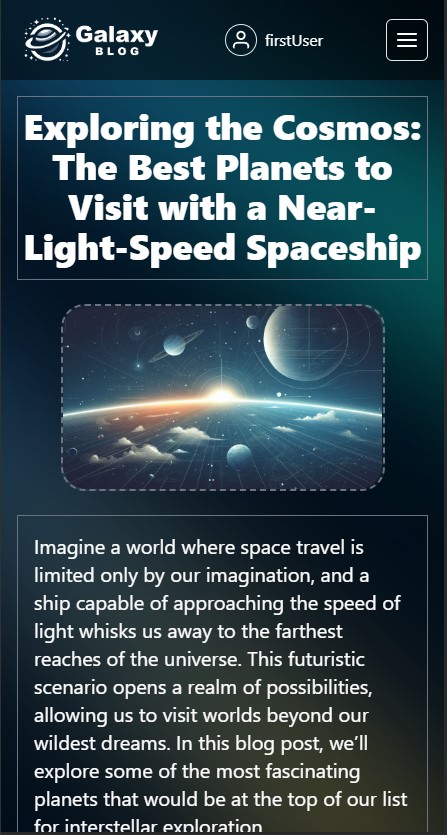 Galaxy
BLOG
firstUser
Exploring the Cosmos:
The Best Planets to
Visit with a Near-
Light-Speed Spaceship
Imagine a world where space travel is
limited only by our imagination, and a
ship capable of approaching the speed of
light whisks us away to the farthest
reaches of the universe. This futuristic
scenario opens a realm of possibilities,
allowing us to visit worlds beyond our
wildest dreams. In this blog post, we’ll
explore some of the most fascinating
planets that would be at the top of our list
for interstellar exploration